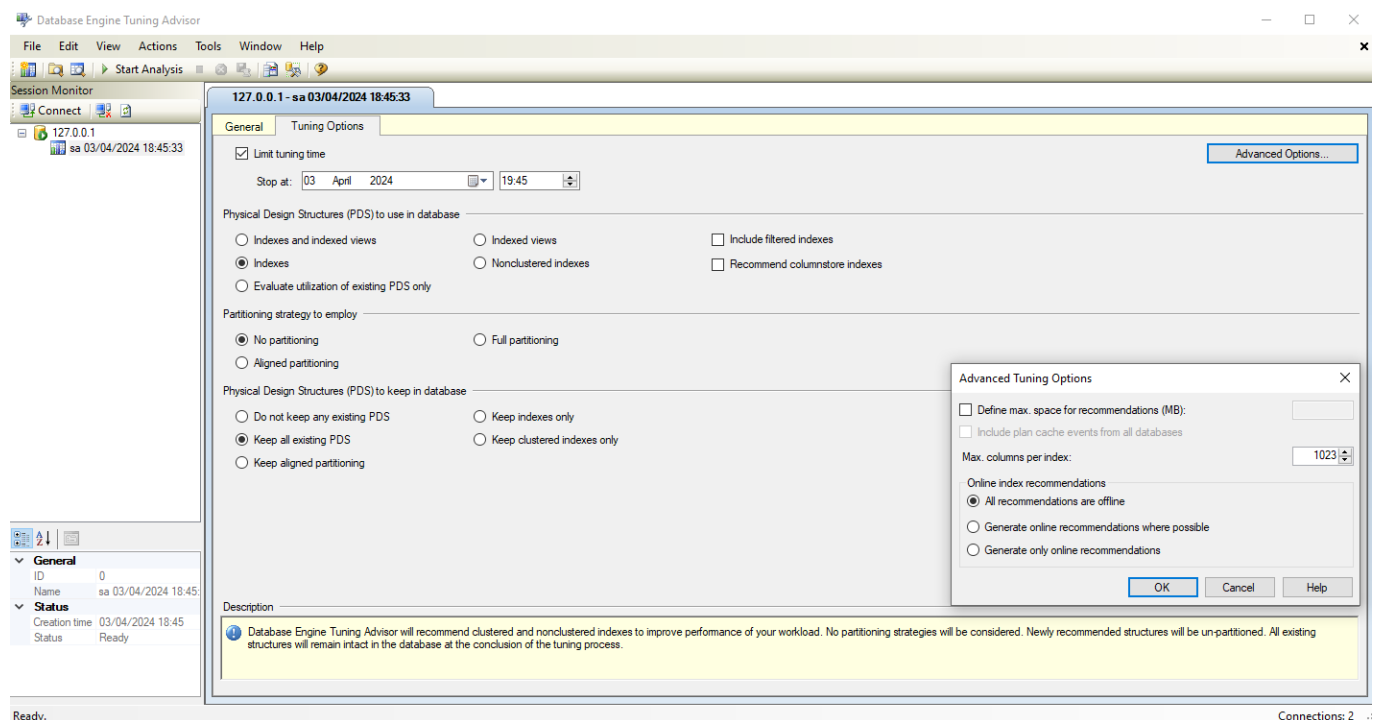 Database Engine Tuning Advisor
File Edit View Actions Tools Window Help
Start Analysis
Session Monitor
Connect
127.0.0.1
sa 03/04/2024 18:45:33
127.0.0.1 - sa 03/04/2024 18:45:33
General Tuning Options
Limit tuning time
Advanced Options...
Stop at: 03 April 2024 19:45
Physical Design Structures (PDS) to use in database
Indexes and indexed views Indexed views Include filtered indexes
Indexes Nonclustered indexes Recommend columnstore indexes
Evaluate utilization of existing PDS only
Partitioning strategy to employ
No partitioning Full partitioning
Aligned partitioning
Physical Design Structures (PDS) to keep in database
Do not keep any existing PDS Keep indexes only
Keep all existing PDS Keep clustered indexes only
Keep aligned partitioning
Advanced Tuning Options
Define max. space for recommendations (MB):
Include plan cache events from all databases
Max. columns per index: 1023
Online index recommendations
All recommendations are offline
Generate online recommendations where possible
Generate only online recommendations
OK Cancel Help
General
ID 0
Name sa 03/04/2024 18:45:
Status
Creation time 03/04/2024 18:45
Status Ready
Description
Database Engine Tuning Advisor will recommend clustered and nonclustered indexes to improve performance of your workload. No partitioning strategies will be considered. Newly recommended structures will be un-partitioned. All existing
structures will remain intact in the database at the conclusion of the tuning process.
Ready.
Connections: 2